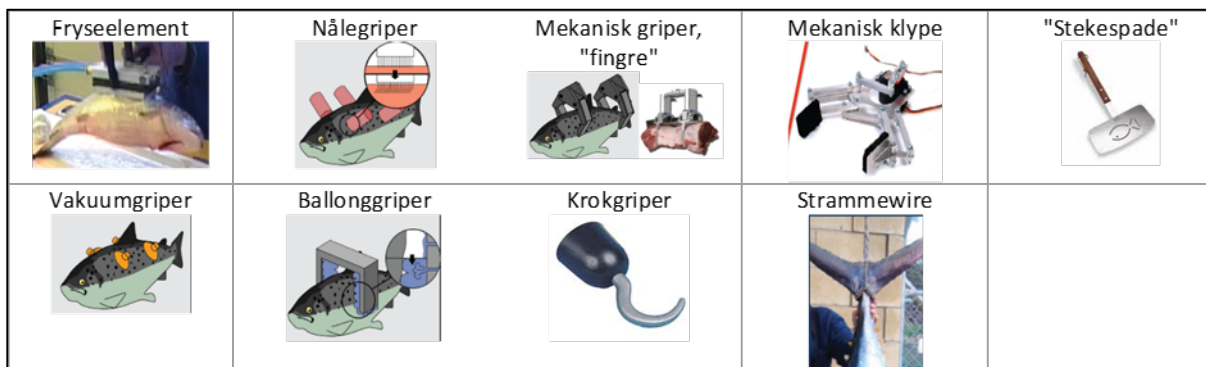 Fryseelement
Nålegriper
Mekanisk griper,
"fingre"
Mekanisk klype
"Stekespade"
Vakuumgriper
Ballonggriper
Krokgriper
Strammewire